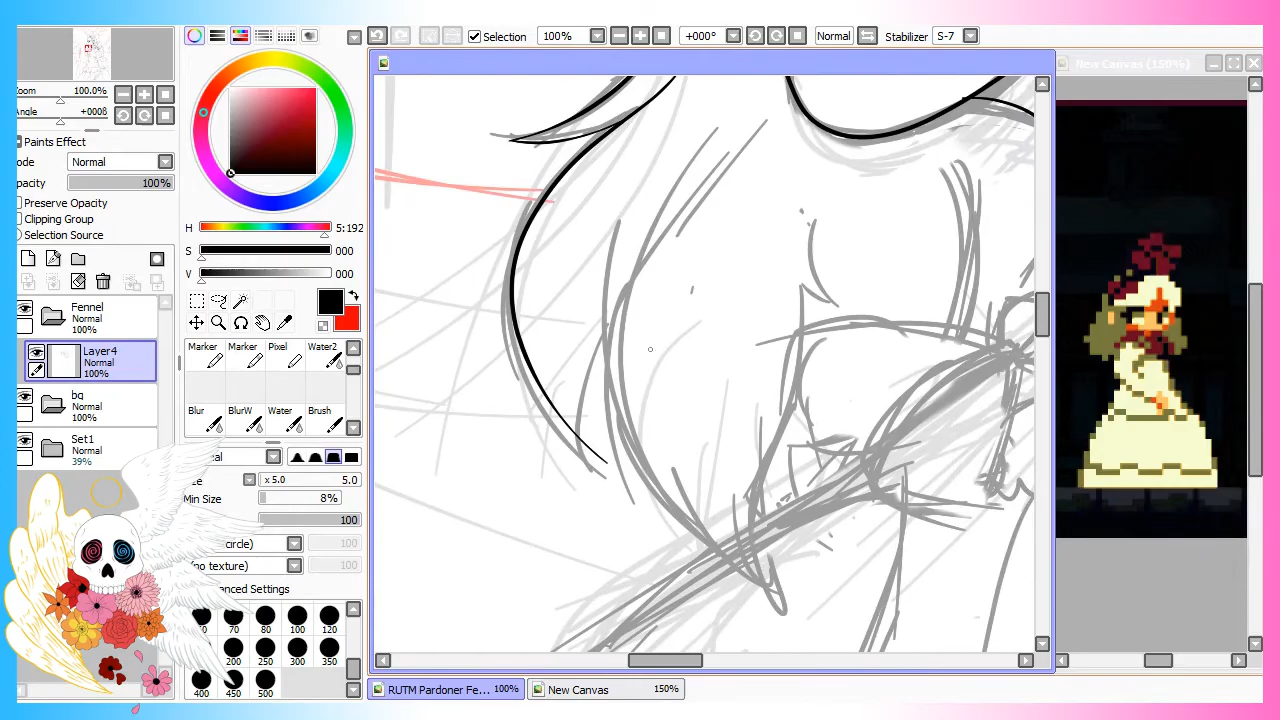 Selection
100%
+000°
Normal
Stabilizer
S-7
New Canvas (150%)
Zoom
100.0%
Angle
+0008
Paints Effect
ode
Normal
pacity
100%
Preserve Opacity
Clipping Group
Selection Source
Fennel
Normal
100%
Layer4
Normal
100%
bq
Normal
100%
Set1
39%
H
5:192
S
000
V
000
Marker
Marker
Pixel
Water2
Blur
BlurW
Water
Brush
al
x 5.0
5.0
Min Size
8%
100
circle)
100
no texture)
100
enced Settings
70
80
100
120
200
250
300
350
400
450
500
RUTM Pardoner Fe...
100%
New Canvas
150%